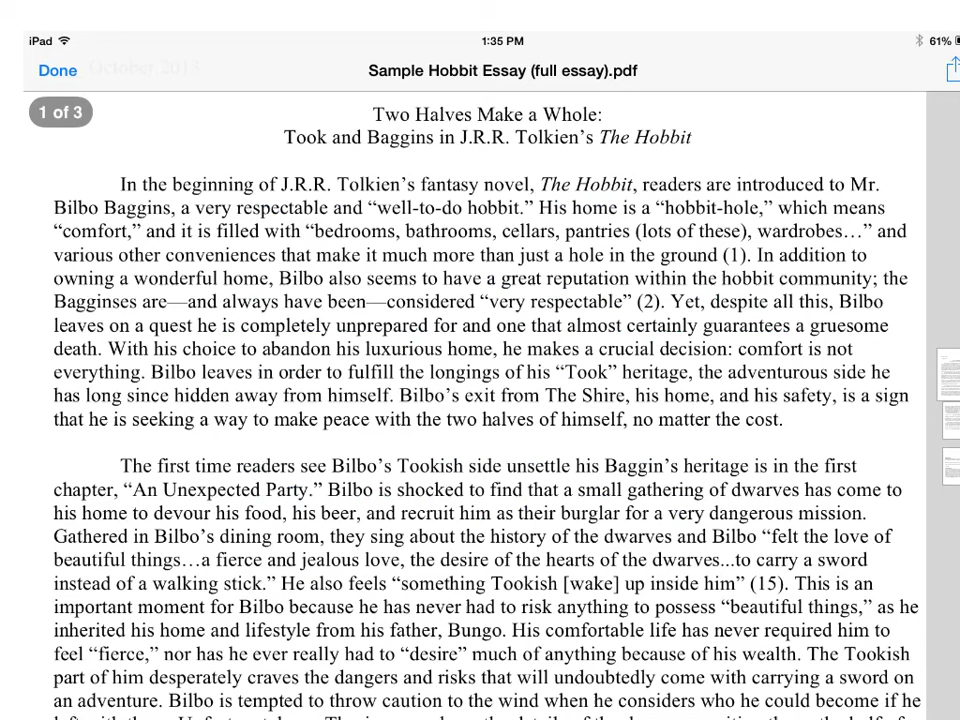 iPad 1:35 PM 61%
Done October 2013 Sample Hobbit Essay (full essay).pdf
1 of 3
Two Halves Make a Whole:
Took and Baggins in J.R.R. Tolkien’s The Hobbit
In the beginning of J.R.R. Tolkien’s fantasy novel, The Hobbit, readers are introduced to Mr.
Bilbo Baggins, a very respectable and “well-to-do hobbit.” His home is a “hobbit-hole,” which means
“comfort,” and it is filled with “bedrooms, bathrooms, cellars, pantries (lots of these), wardrobes…” and
various other conveniences that make it much more than just a hole in the ground (1). In addition to
owning a wonderful home, Bilbo also seems to have a great reputation within the hobbit community; the
Bagginses are—and always have been—considered “very respectable” (2). Yet, despite all this, Bilbo
leaves on a quest he is completely unprepared for and one that almost certainly guarantees a gruesome
death. With his choice to abandon his luxurious home, he makes a crucial decision: comfort is not
everything. Bilbo leaves in order to fulfill the longings of his “Took” heritage, the adventurous side he
has long since hidden away from himself. Bilbo’s exit from The Shire, his home, and his safety, is a sign
that he is seeking a way to make peace with the two halves of himself, no matter the cost.
The first time readers see Bilbo’s Tookish side unsettle his Baggin’s heritage is in the first
chapter, “An Unexpected Party.” Bilbo is shocked to find that a small gathering of dwarves has come to
his home to devour his food, his beer, and recruit him as their burglar for a very dangerous mission.
Gathered in Bilbo’s dining room, they sing about the history of the dwarves and Bilbo “felt the love of
beautiful things…a fierce and jealous love, the desire of the hearts of the dwarves...to carry a sword
instead of a walking stick.” He also feels “something Tookish [wake] up inside him” (15). This is an
important moment for Bilbo because he has never had to risk anything to possess “beautiful things,” as he
inherited his home and lifestyle from his father, Bungo. His comfortable life has never required him to
feel “fierce,” nor has he ever really had to “desire” much of anything because of his wealth. The Tookish
part of him desperately craves the dangers and risks that will undoubtedly come with carrying a sword on
an adventure. Bilbo is tempted to throw caution to the wind when he considers who he could become if he